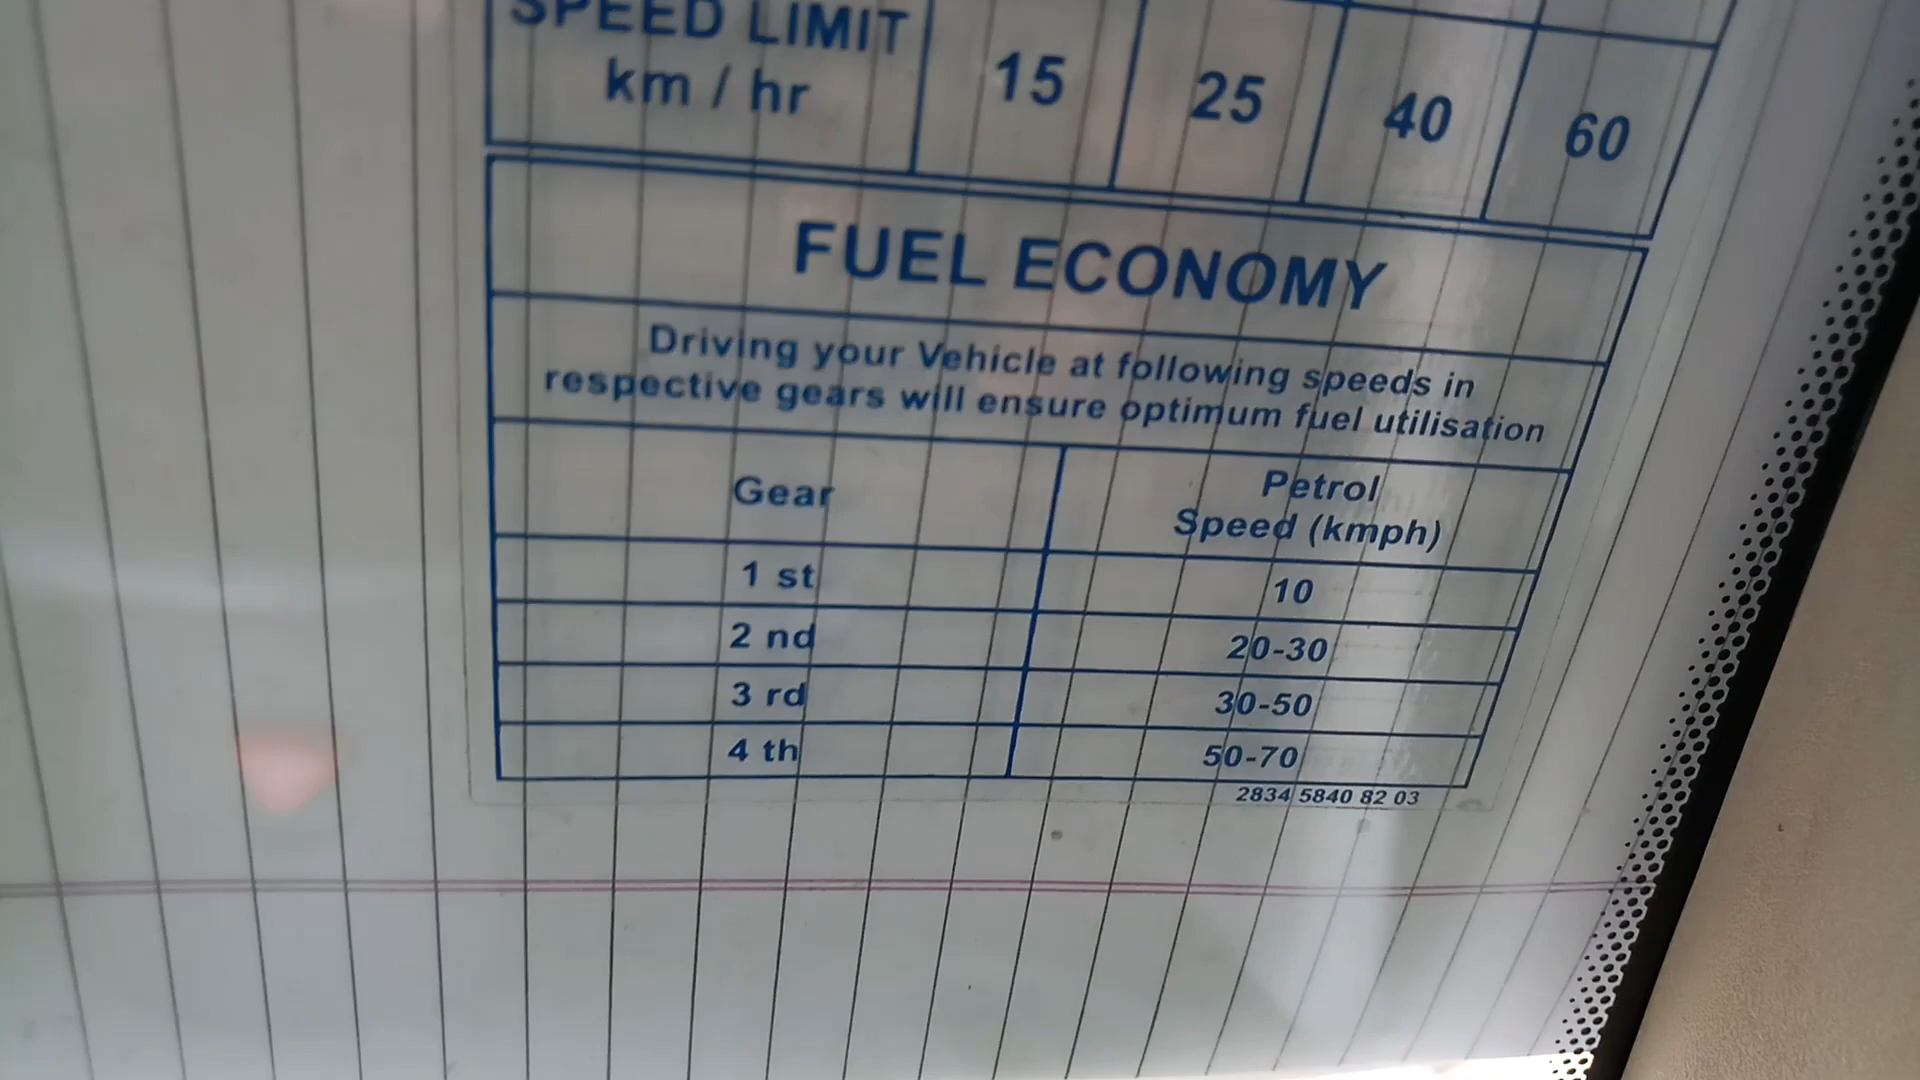 SPEED LIMIT
km / hr
15
25
40
60
FUEL ECONOMY
Driving your Vehicle at following speeds in
respective gears will ensure optimum fuel utilisation
Gear
Petrol
Speed (kmph)
1 st
10
2 nd
20-30
3 rd
30-50
4 th
50-70
2834 5840 82 03